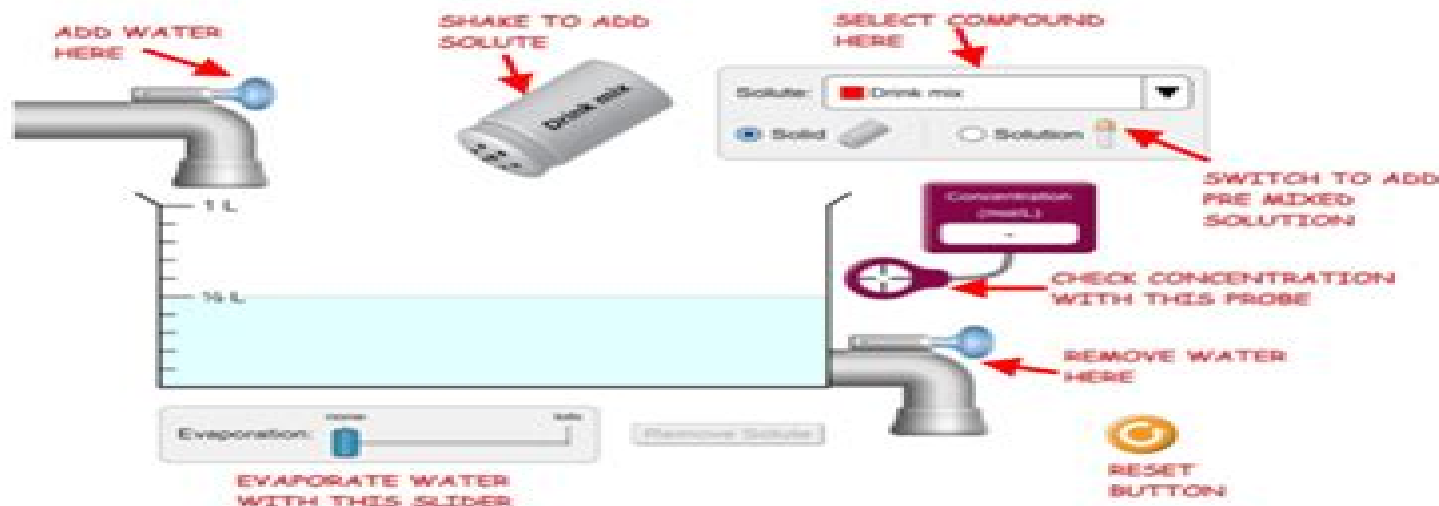 ADD WATER
HERE
SHAKE TO ADD
SOLUTE
SELECT COMPOUND
HERE
Drink mix
Solute:
Drink mix
Solid
Solution
SWITCH TO ADD
PRE MIXED
SOLUTION
1 L
Concentration
(mol/L)
-
½ L
CHECK CONCENTRATION
WITH THIS PROBE
REMOVE WATER
HERE
none
lots
Evaporation:
Remove Solute
EVAPORATE WATER
WITH THIS SLIDER
RESET
BUTTON